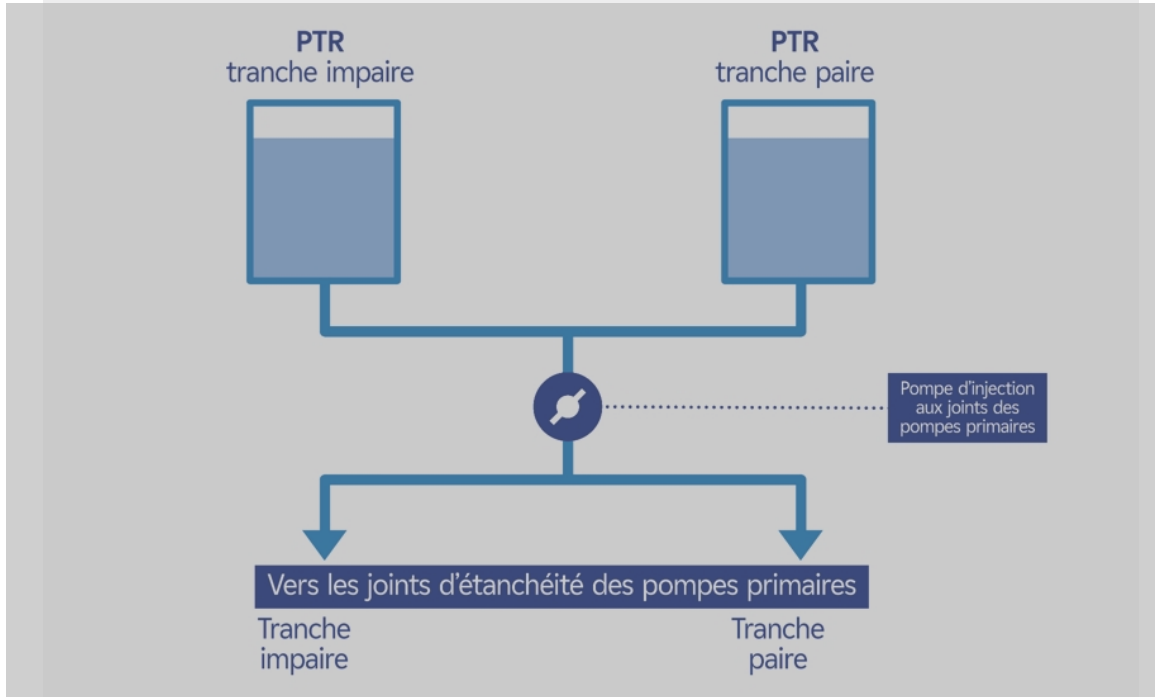 PTR
tranche impaire
PTR
tranche paire
Pompe d'injection
aux joints des
pompes primaires
Vers les joints d'étanchéité des pompes primaires
Tranche
impaire
Tranche
paire